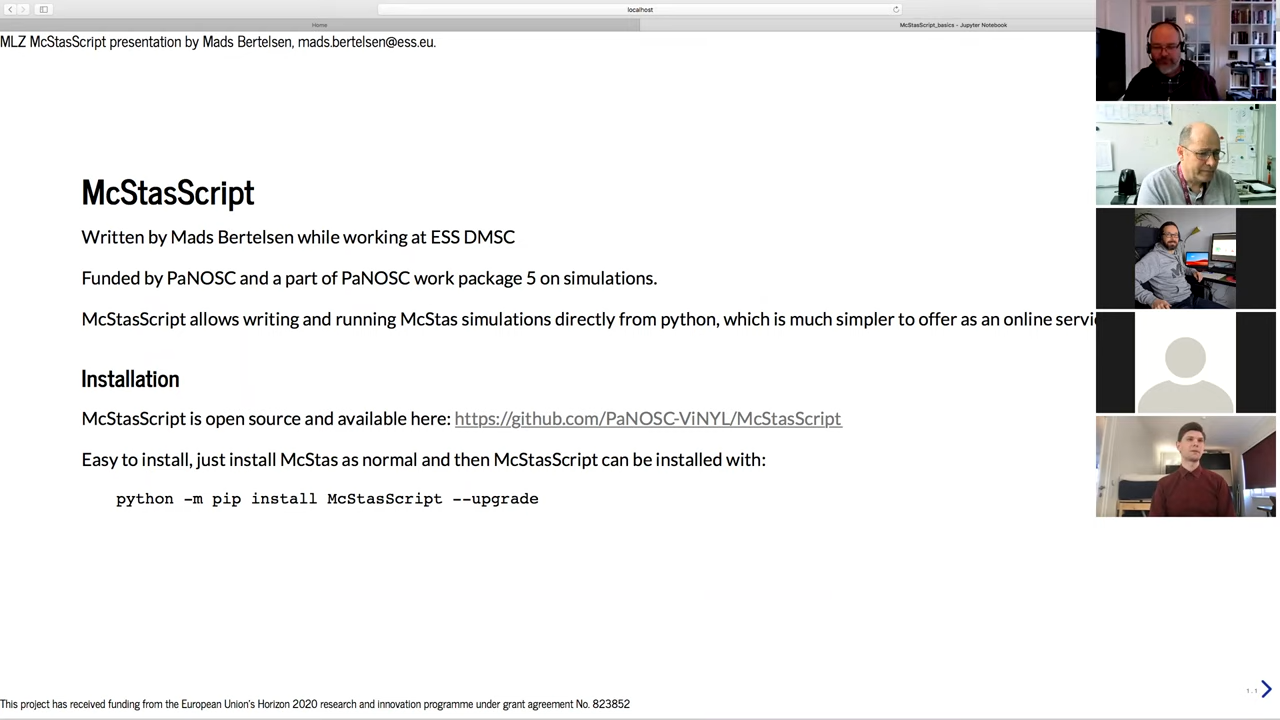 localhost
Home
McStasScript_basics - Jupyter Notebook
MLZ McStasScript presentation by Mads Bertelsen, mads.bertelsen@ess.eu.
McStasScript
Written by Mads Bertelsen while working at ESS DMSC
Funded by PaNOSC and a part of PaNOSC work package 5 on simulations.
McStasScript allows writing and running McStas simulations directly from python, which is much simpler to offer as an online servi
Installation
McStasScript is open source and available here: https://github.com/PaNOSC-ViNYL/McStasScript
Easy to install, just install McStas as normal and then McStasScript can be installed with:
python -m pip install McStasScript --upgrade
1.1
This project has received funding from the European Union's Horizon 2020 research and innovation programme under grant agreement No. 823852